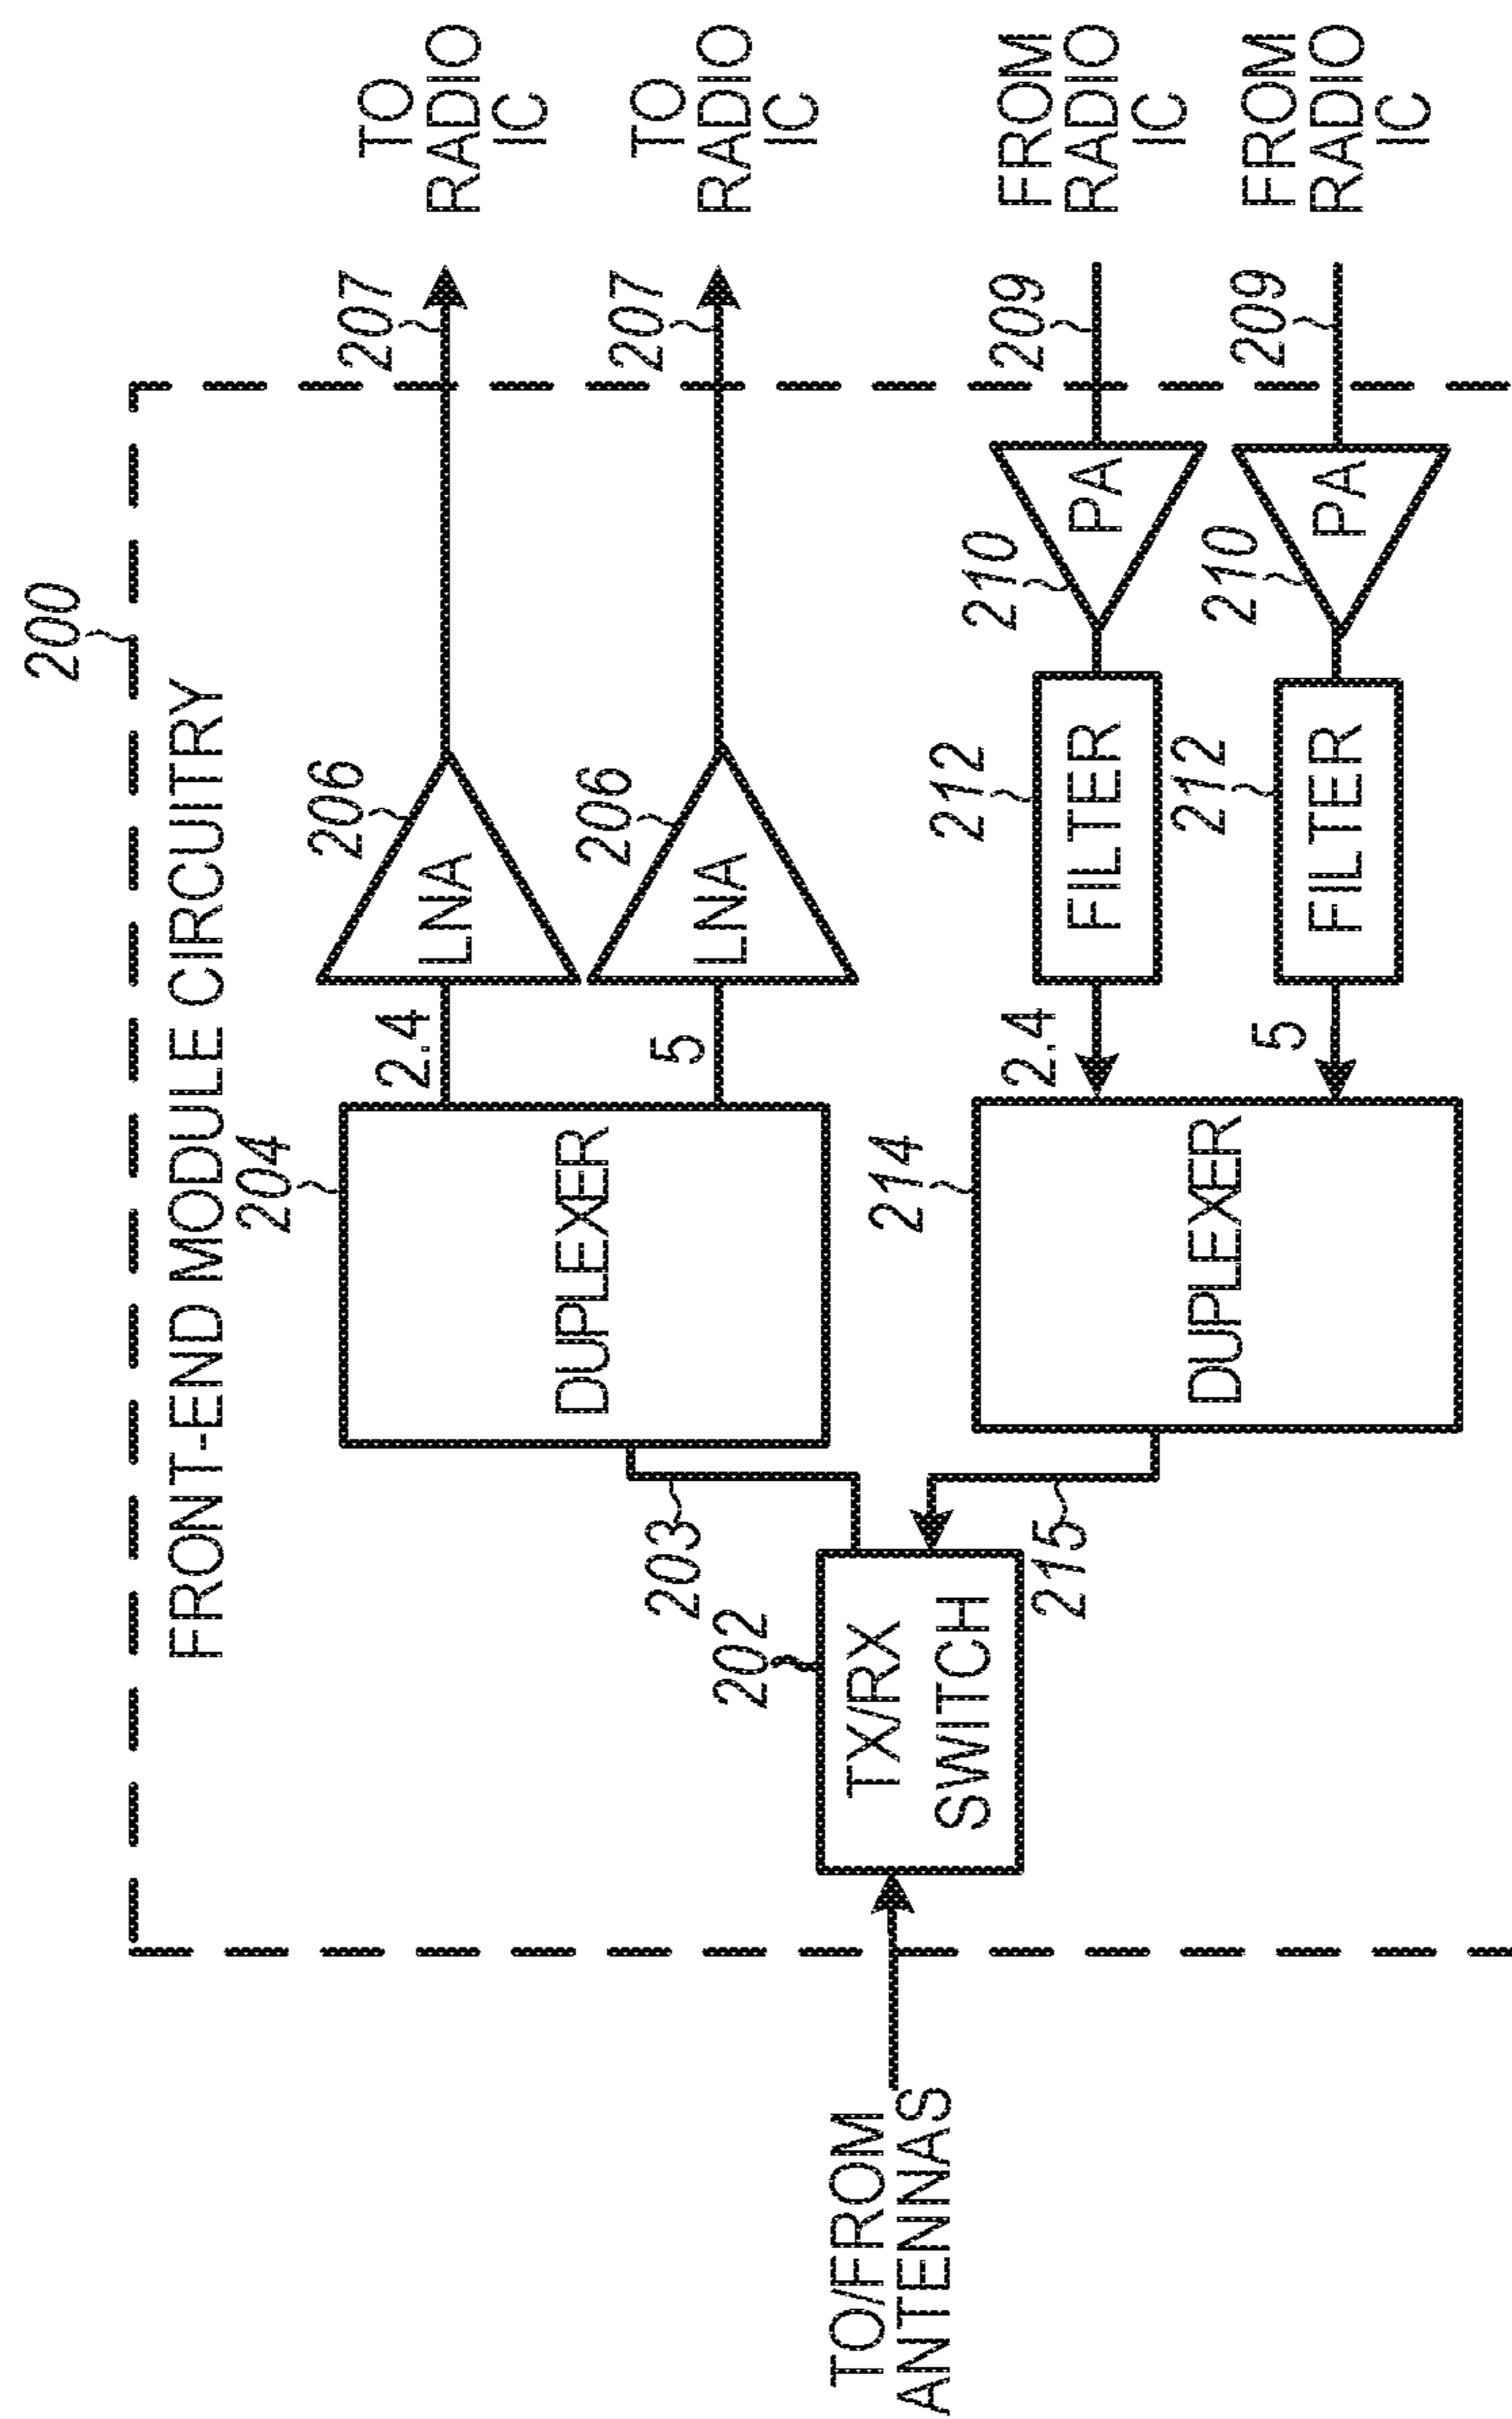 200
FRONT-END MODULE CIRCUITRY
204
DUPLEXER
2.4
5
206
LNA
206
LNA
207
207
TO
RADIO
IC
TO
RADIO
IC
203
202
TX/RX
SWITCH
TO/FROM
ANTENNAS
215
214
DUPLEXER
2.4
5
212
FILTER
212
FILTER
210
PA
210
PA
209
209
FROM
RADIO
IC
FROM
RADIO
IC